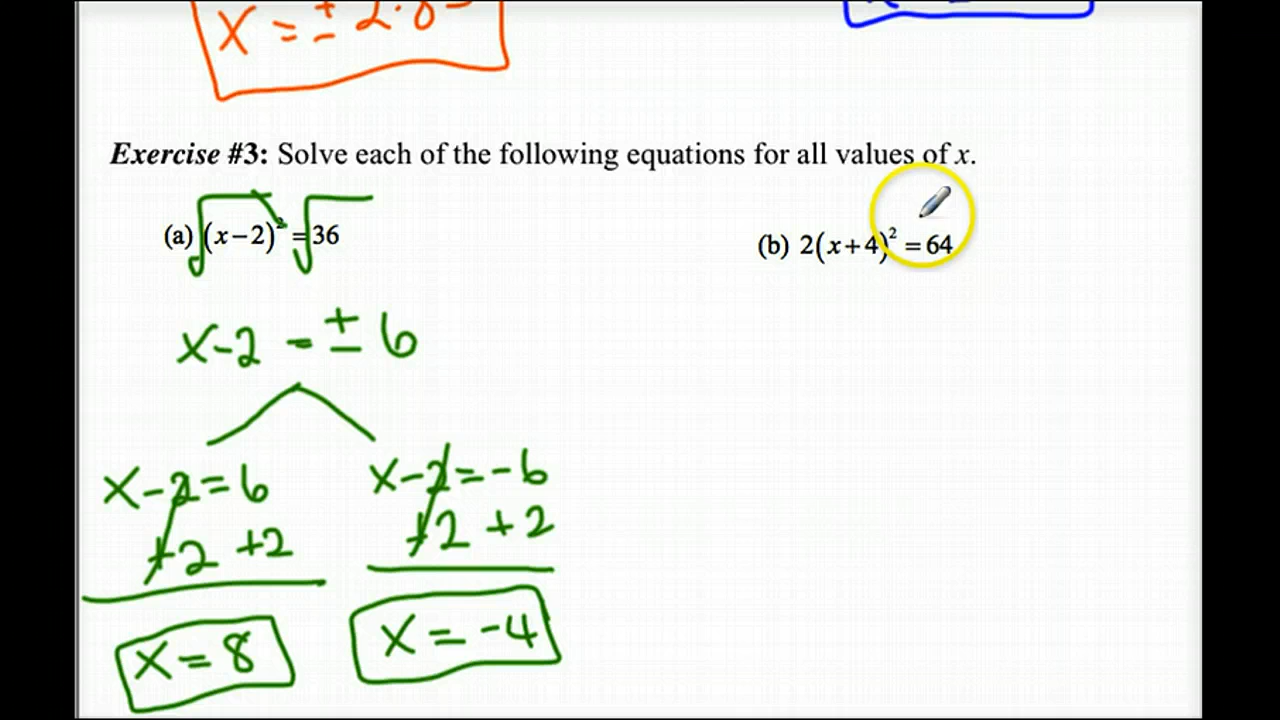 x = ± 2.8
Exercise #3: Solve each of the following equations for all values of x.
(a) √(x−2)² = √36
(b) 2(x+4)² = 64
x-2 = ± 6
x-2=6
x-2=-6
+2 +2
+2 +2
x = 8
x = -4